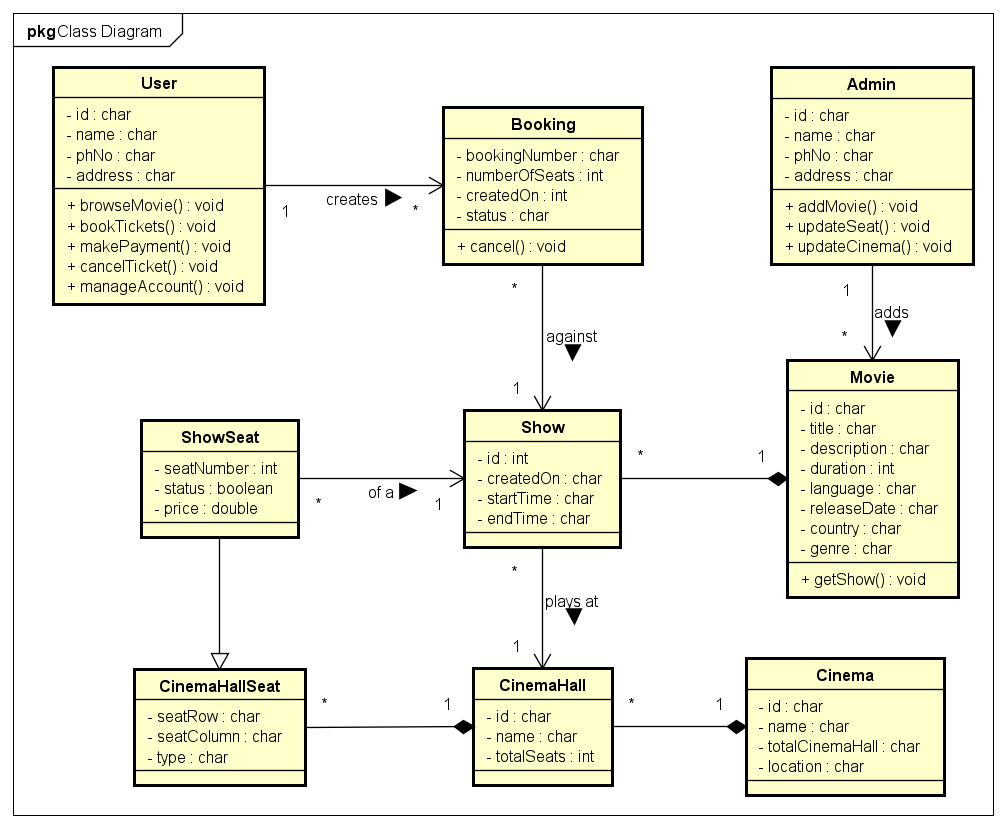 pkg Class Diagram
User
- id : char
- name : char
- phNo : char
- address : char
+ browseMovie() : void
+ bookTickets() : void
+ makePayment() : void
+ cancelTicket() : void
+ manageAccount() : void
1
creates
*
Booking
- bookingNumber : char
- numberOfSeats : int
- createdOn : int
- status : char
+ cancel() : void
Admin
- id : char
- name : char
- phNo : char
- address : char
+ addMovie() : void
+ updateSeat() : void
+ updateCinema() : void
*
against
1
1
adds
*
ShowSeat
- seatNumber : int
- status : boolean
- price : double
*
of a
1
Show
- id : int
- createdOn : char
- startTime : char
- endTime : char
*
1
Movie
- id : char
- title : char
- description : char
- duration : int
- language : char
- releaseDate : char
- country : char
- genre : char
+ getShow() : void
*
plays at
1
CinemaHallSeat
- seatRow : char
- seatColumn : char
- type : char
*
1
CinemaHall
- id : char
- name : char
- totalSeats : int
*
1
Cinema
- id : char
- name : char
- totalCinemaHall : char
- location : char